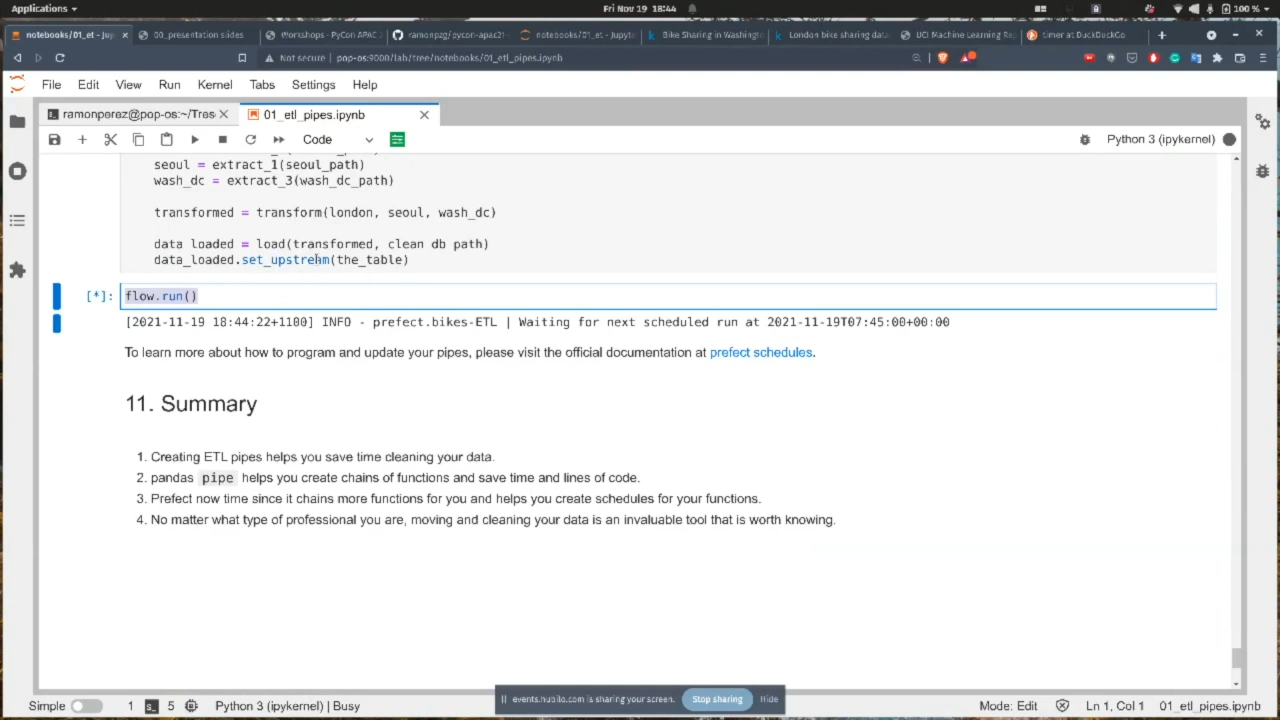 Applications
Fri Nov 19 18:44
100 %
notebooks/01_et - Jupyt
00_presentation slides
Workshops - PyCon APAC 2
ramonpzg/pycon-apac21
notebooks/01_et - Jupyte
Bike Sharing in Washingto
London bike sharing data
UCI Machine Learning Rep
timer at DuckDuckGo
Not secure | pop-os:9000/lab/tree/notebooks/01_etl_pipes.ipynb
File Edit View Run Kernel Tabs Settings Help
ramonperez@pop-os:~/Tres
01_etl_pipes.ipynb
Code
Python 3 (ipykernel)
seoul = extract_1(seoul_path)
wash_dc = extract_3(wash_dc_path)
transformed = transform(london, seoul, wash_dc)
data_loaded = load(transformed, clean_db_path)
data_loaded.set_upstream(the_table)
[*]: flow.run()
[2021-11-19 18:44:22+1100] INFO - prefect.bikes-ETL | Waiting for next scheduled run at 2021-11-19T07:45:00+00:00
To learn more about how to program and update your pipes, please visit the official documentation at prefect schedules.
11. Summary
1. Creating ETL pipes helps you save time cleaning your data.
2. pandas pipe helps you create chains of functions and save time and lines of code.
3. Prefect now time since it chains more functions for you and helps you create schedules for your functions.
4. No matter what type of professional you are, moving and cleaning your data is an invaluable tool that is worth knowing.
events.hubilo.com is sharing your screen.
Stop sharing
Hide
Simple
1
5
Python 3 (ipykernel) | Busy
Mode: Edit
Ln 1, Col 1
01_etl_pipes.ipynb